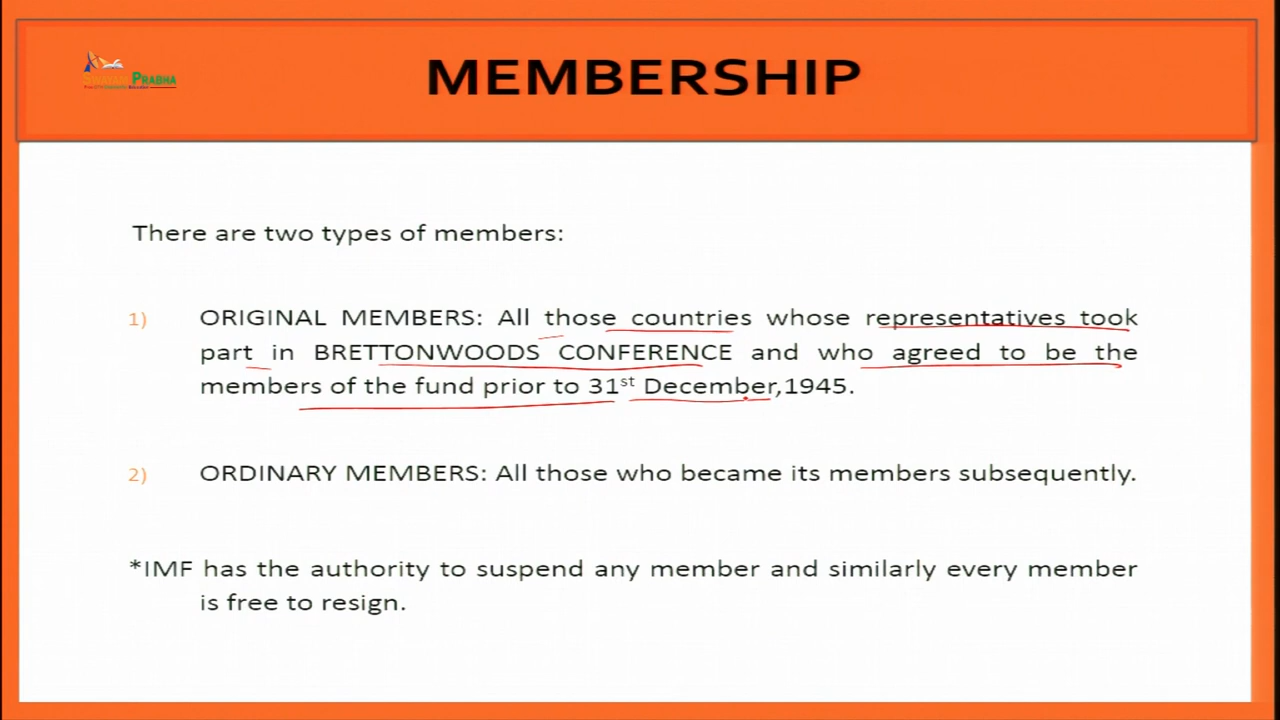 SWAYAM PRABHA
MEMBERSHIP
There are two types of members:
1) ORIGINAL MEMBERS: All those countries whose representatives took
part in BRETTONWOODS CONFERENCE and who agreed to be the
members of the fund prior to 31st December,1945.
2) ORDINARY MEMBERS: All those who became its members subsequently.
*IMF has the authority to suspend any member and similarly every member
is free to resign.